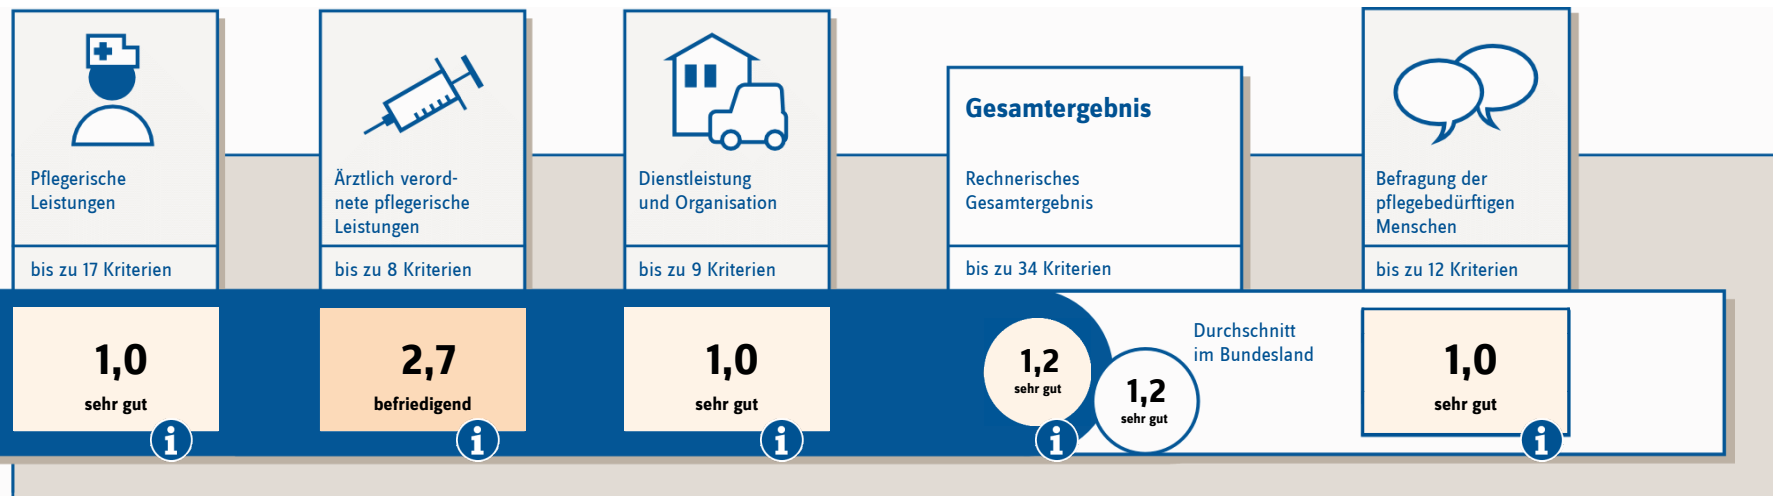 Pflegerische
Leistungen
bis zu 17 Kriterien
1,0
sehr gut
i
Ärztlich verord-
nete pflegerische
Leistungen
bis zu 8 Kriterien
2,7
befriedigend
i
Dienstleistung
und Organisation
bis zu 9 Kriterien
1,0
sehr gut
i
Gesamtergebnis
Rechnerisches
Gesamtergebnis
bis zu 34 Kriterien
1,2
sehr gut
i
Durchschnitt
im Bundesland
1,2
sehr gut
Befragung der
pflegebedürftigen
Menschen
bis zu 12 Kriterien
1,0
sehr gut
i